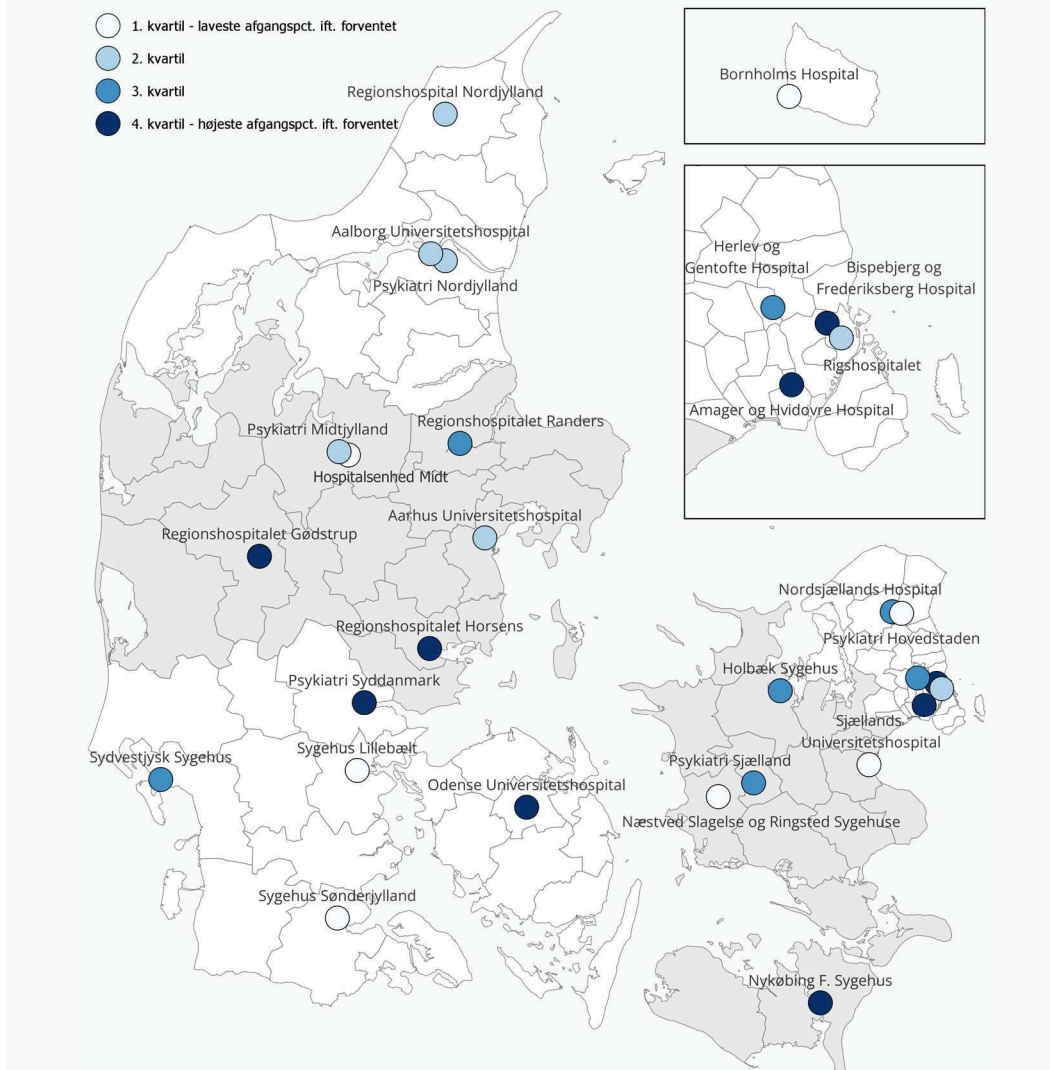 1. kvartil - laveste afgangspct. ift. forventet
2. kvartil
3. kvartil
4. kvartil - højeste afgangspct. ift. forventet
Bornholms Hospital
Regionshospital Nordjylland
Aalborg Universitetshospital
Psykiatri Nordjylland
Herlev og
Gentofte Hospital
Bispebjerg og
Frederiksberg Hospital
Rigshospitalet
Amager og Hvidovre Hospital
Psykiatri Midtjylland
Hospitalsenhed Midt
Regionshospitalet Randers
Aarhus Universitetshospital
Regionshospitalet Gødstrup
Regionshospitalet Horsens
Psykiatri Syddanmark
Sygehus Lillebælt
Sydvestjysk Sygehus
Odense Universitetshospital
Sygehus Sønderjylland
Nordsjællands Hospital
Psykiatri Hovedstaden
Holbæk Sygehus
Sjællands
Universitetshospital
Psykiatri Sjælland
Næstved Slagelse og Ringsted Sygehuse
Nykøbing F. Sygehus